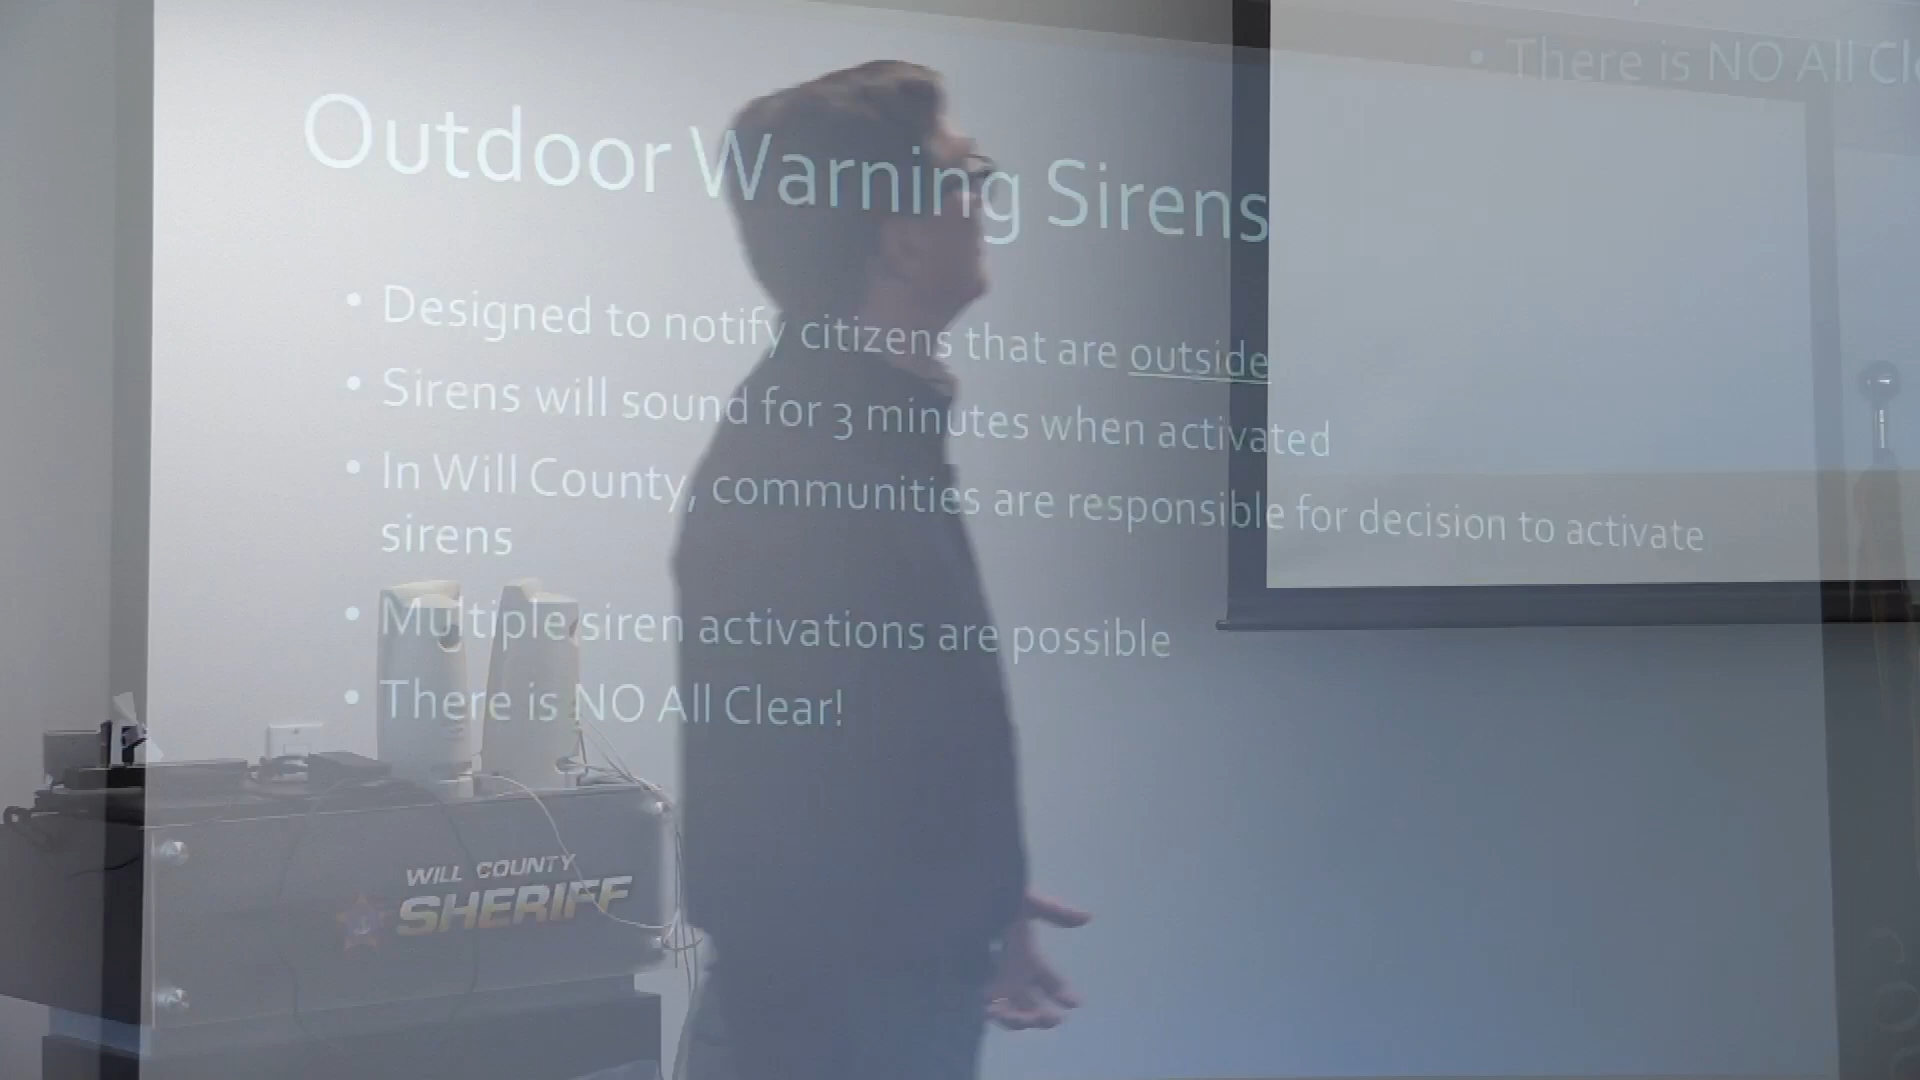 There is NO All Cl
Outdoor Warning Sirens
• Designed to notify citizens that are outside
• Sirens will sound for 3 minutes when activated
• In Will County, communities are responsible for decision to activate
sirens
• Multiple siren activations are possible
• There is NO All Clear!
WILL COUNTY
SHERIFF